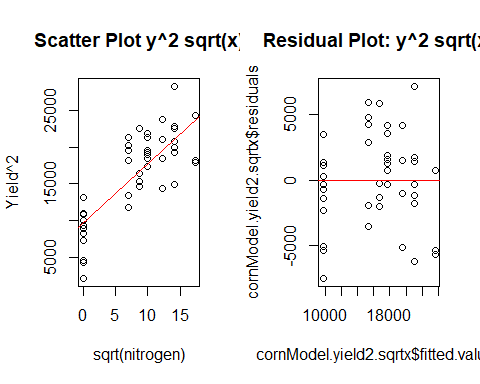 Scatter Plot y^2 sqrt(x)
Yield^2
5000 15000 25000
0 5 10 15
sqrt(nitrogen)
Residual Plot: y^2 sqrt(x
cornModel.yield2.sqrtx$residuals
-5000 0 5000
10000 18000
cornModel.yield2.sqrtx$fitted.valu